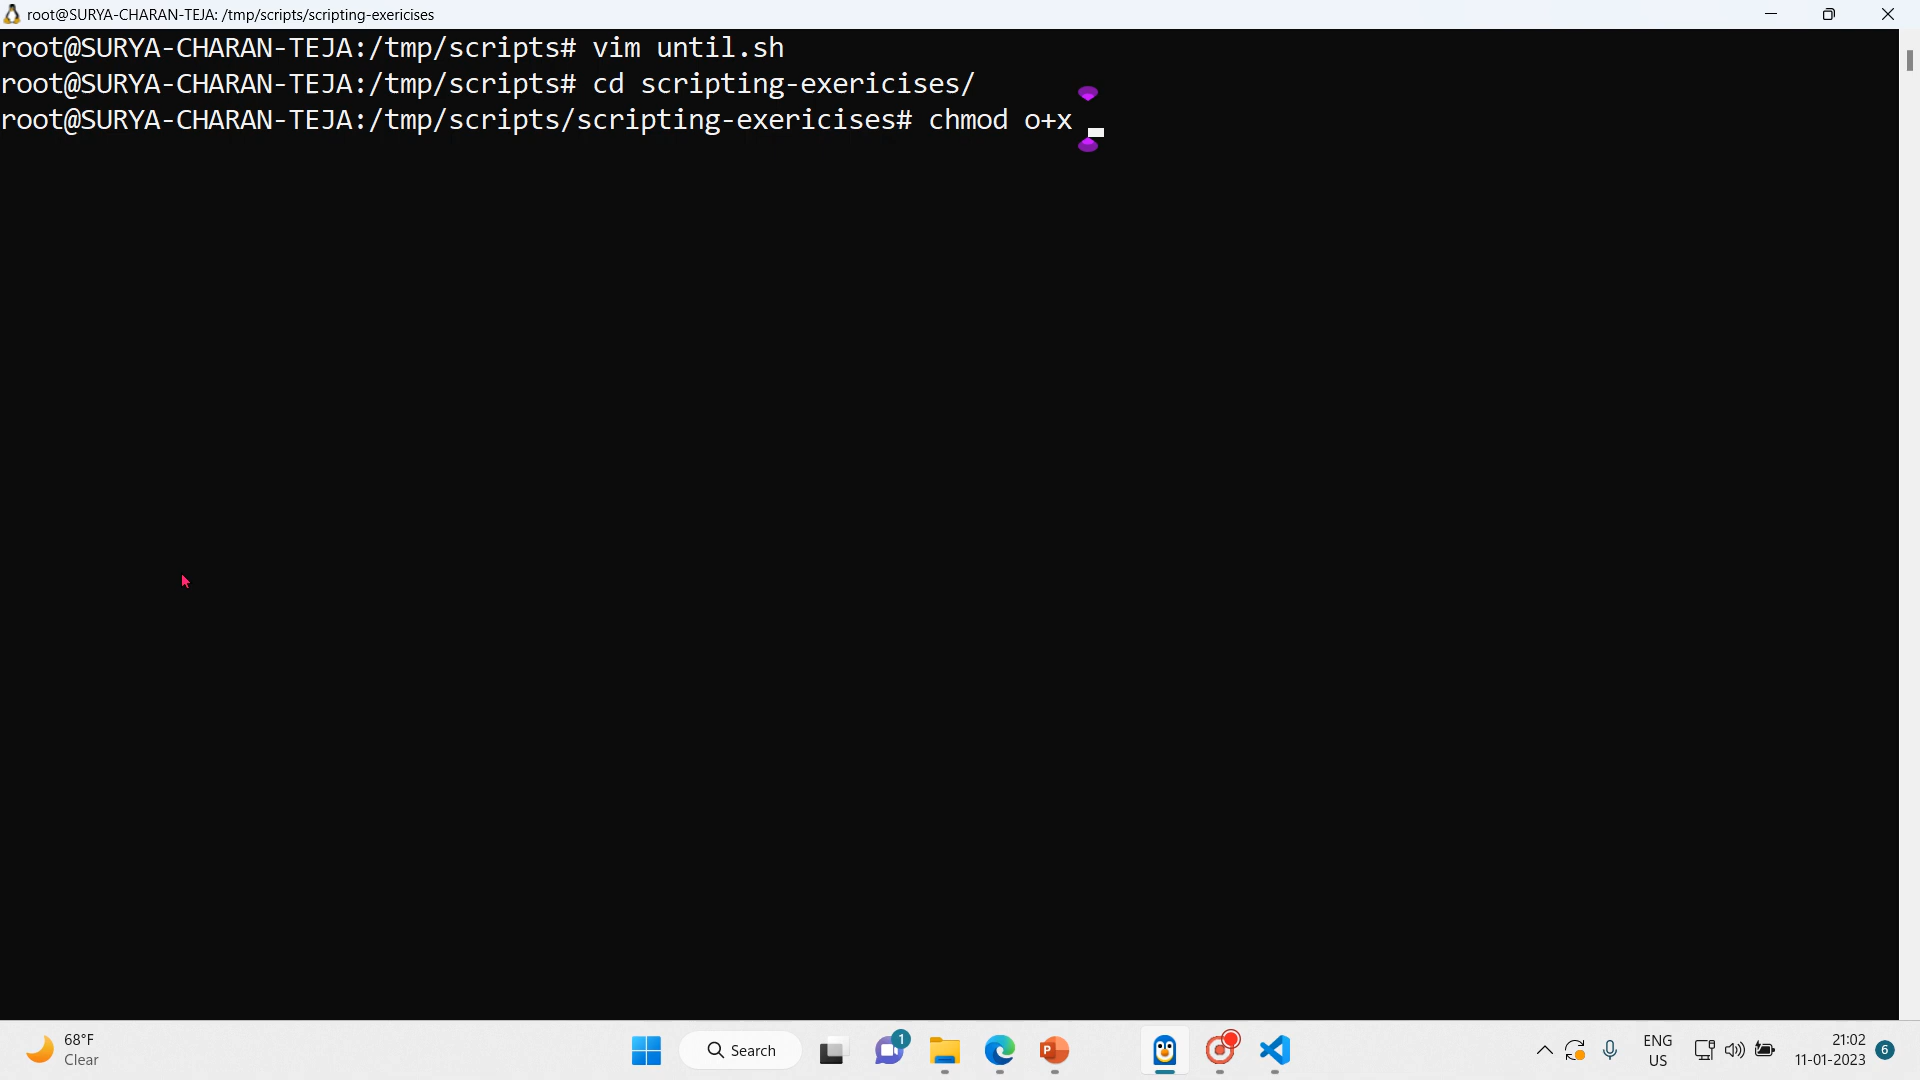 root@SURYA-CHARAN-TEJA: /tmp/scripts/scripting-exericises
root@SURYA-CHARAN-TEJA:/tmp/scripts# vim until.sh
root@SURYA-CHARAN-TEJA:/tmp/scripts# cd scripting-exericises/
root@SURYA-CHARAN-TEJA:/tmp/scripts/scripting-exericises# chmod o+x
68°F
Clear
Search
1
P
ENG
US
21:02
11-01-2023
6